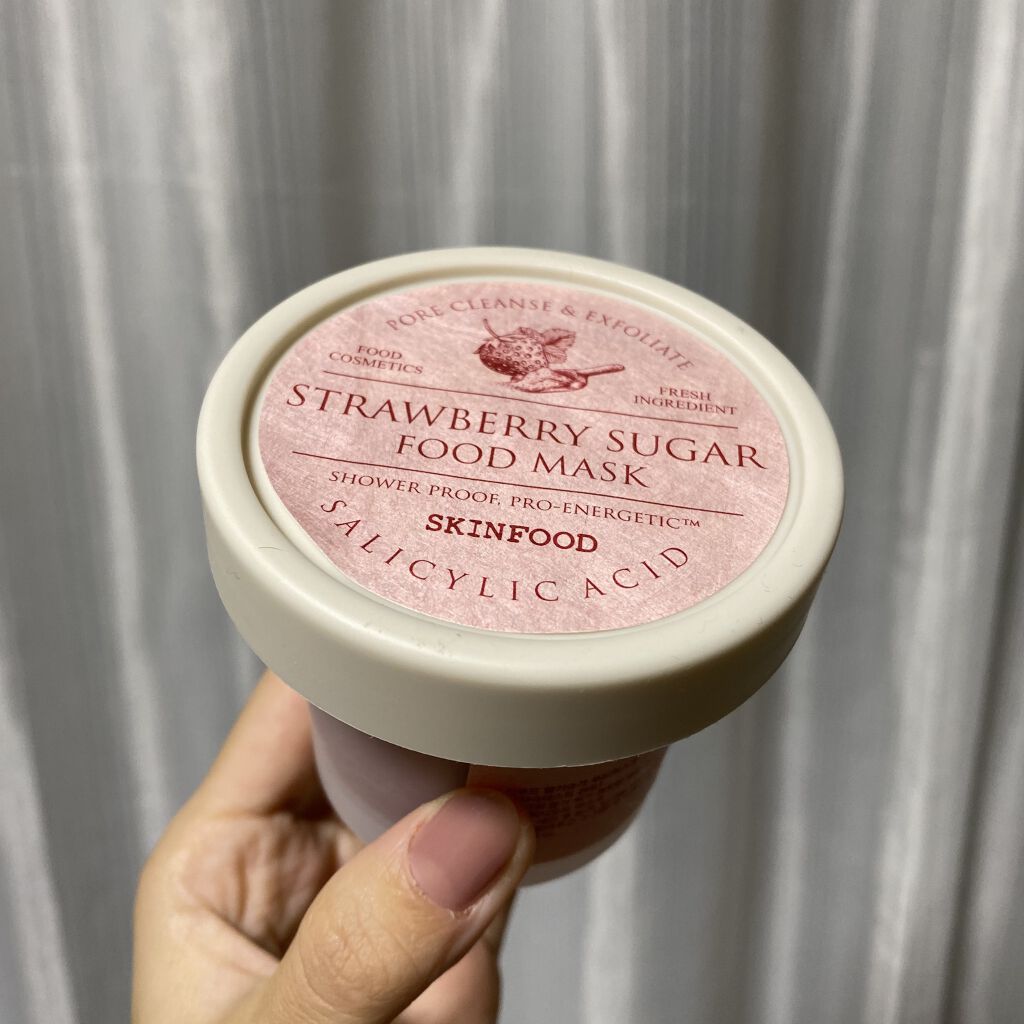 PORE CLEANSE & EXFOLIATE
FOOD
COSMETICS
FRESH
INGREDIENT
STRAWBERRY SUGAR
FOOD MASK
SHOWER PROOF, PRO-ENERGETIC™
SKINFOOD
SALICYLIC ACID